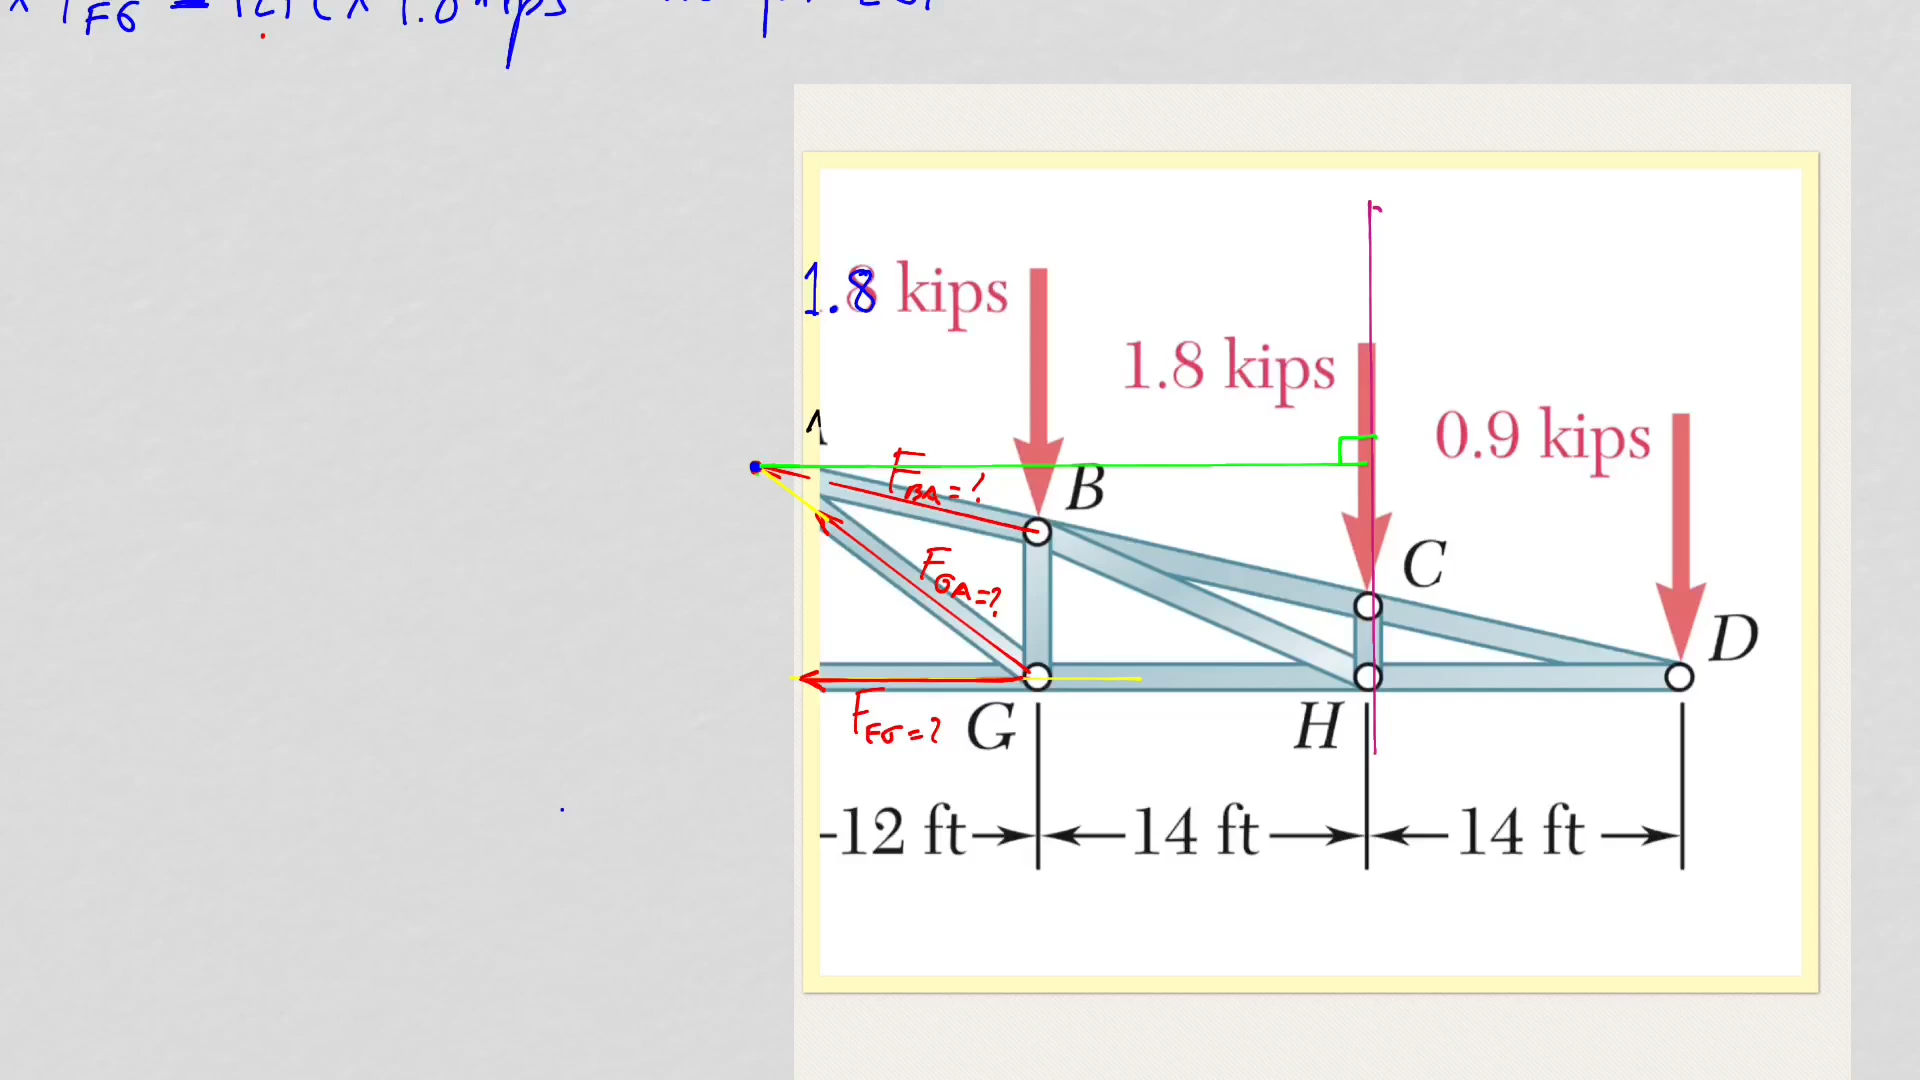 1.8 kips
1.8 kips
0.9 kips
A
B
F_BA=?
C
F_GA=?
D
F_FG=?
G
H
-12 ft
14 ft
14 ft